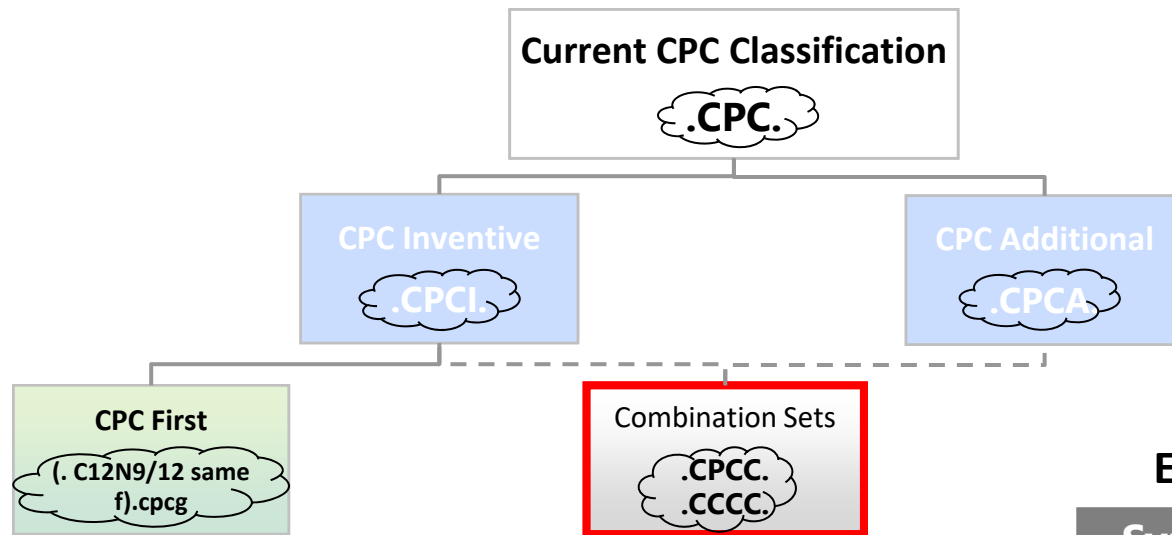 Current CPC Classification
.CPC.
CPC Inventive
.CPCI.
CPC Additional
.CPCA
CPC First
(. C12N9/12 same
f).cpcg
Combination Sets
.CPCC.
.CCCC.
E